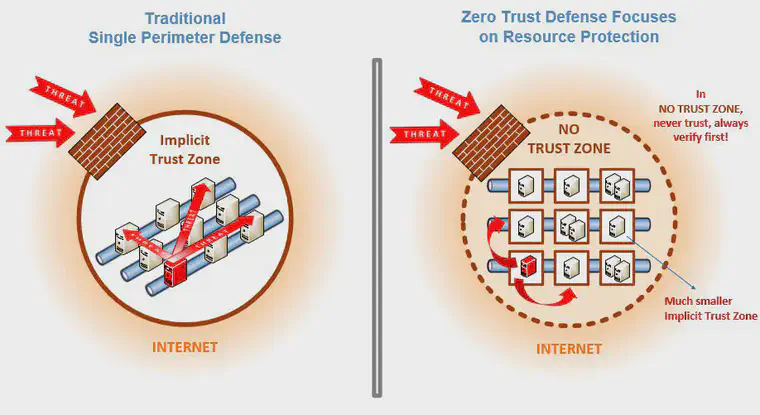 Traditional
Single Perimeter Defense
THREAT
THREAT
Implicit
Trust Zone
THREAT
THREAT
THREAT
INTERNET
Zero Trust Defense Focuses
on Resource Protection
THREAT
THREAT
NO
TRUST ZONE
In
NO TRUST ZONE,
never trust, always
verify first!
Much smaller
Implicit Trust Zone
INTERNET